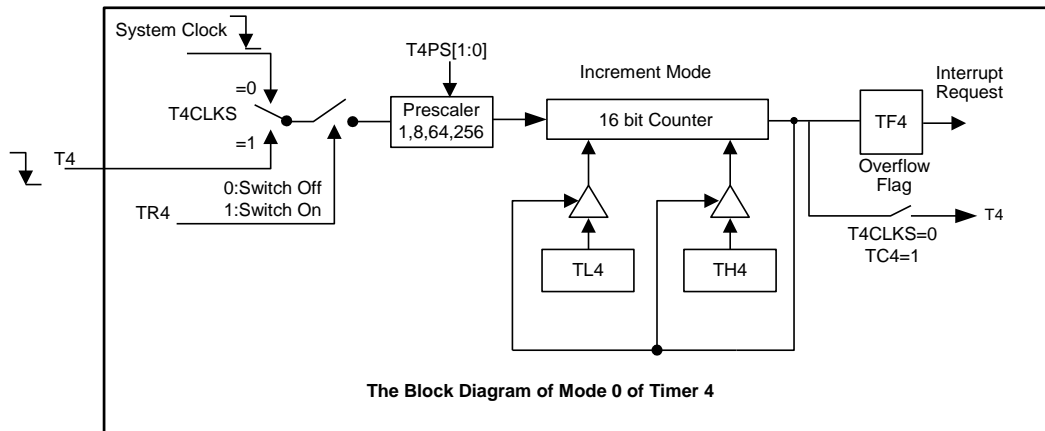 System Clock
T4PS[1:0]
Increment Mode
Interrupt
Request
=0
T4CLKS
Prescaler
1,8,64,256
16 bit Counter
TF4
=1
T4
0:Switch Off
1:Switch On
TR4
Overflow
Flag
T4
T4CLKS=0
TC4=1
TL4
TH4
The Block Diagram of Mode 0 of Timer 4